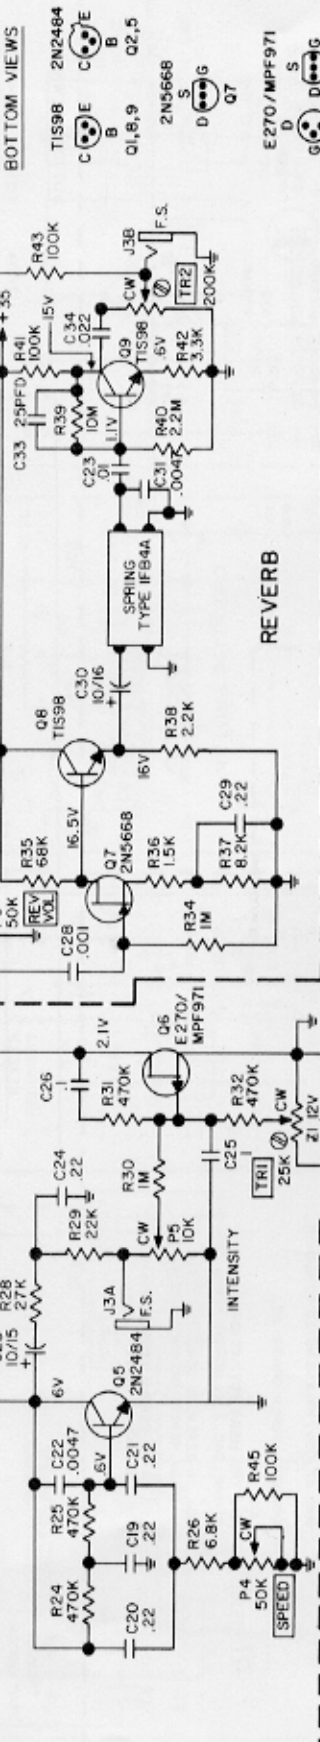 BOTTOM VIEWS
TIS98
C
E
B
Q1,8,9
2N2484
C
E
B
Q2,5
2N5668
D
S
G
Q7
E270/MPF971
G
D
S
D
G
R43
100K
J3B
F.S.
+35
R41
100K
15V
C34
.022
CW
TR2
200K
C33
25PFD
R39
10M
Q9
TIS98
.6V
R42
3.3K
1.1V
R40
2.2M
C23
.01
C31
.0047
SPRING
TYPE IFB4A
REVERB
C30
10/16
+
Q8
TIS98
16V
R38
2.2K
R35
68K
16.5V
Q7
2N5668
R36
1.5K
C29
.22
R37
8.2K
50K
REV
VOL
C28
.001
R34
1M
2.1V
Q6
E270/
MPF971
C26
.1
R31
470K
R32
470K
CW
Z1 12V
TR1
25K
C25
.1
C24
.22
R30
1M
R29
22K
CW
P5
10K
INTENSITY
R28
27K
J3A
F.S.
10/15
+
6V
Q5
2N2484
C22
.0047
.6V
C21
.22
R25
470K
C19
.22
R24
470K
C20
.22
R26
6.8K
R45
100K
CW
P4
50K
SPEED